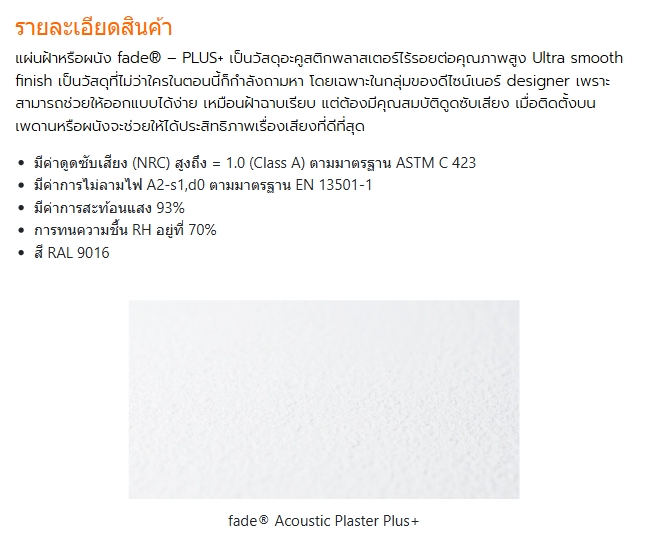 รายละเอียดสินค้า
แผ่นฝ้าหรือผนัง fade® – PLUS+ เป็นวัสดุอะคูสติกพลาสเตอร์ไร้รอยต่อคุณภาพสูง Ultra smooth
finish เป็นวัสดุที่ไม่ว่าใครในตอนนี้ก็กำลังถามหา โดยเฉพาะในกลุ่มของดีไซน์เนอร์ designer เพราะ
สามารถช่วยให้ออกแบบได้ง่าย เหมือนฝ้าฉาบเรียบ แต่ต้องมีคุณสมบัติดูดซับเสียง เมื่อติดตั้งบน
เพดานหรือผนังจะช่วยให้ได้ประสิทธิภาพเรื่องเสียงที่ดีที่สุด
• มีค่าดูดซับเสียง (NRC) สูงถึง = 1.0 (Class A) ตามมาตรฐาน ASTM C 423
• มีค่าการไม่ลามไฟ A2-s1,d0 ตามมาตรฐาน EN 13501-1
• มีค่าการสะท้อนแสง 93%
• การทนความชื้น RH อยู่ที่ 70%
• สี RAL 9016
fade® Acoustic Plaster Plus+